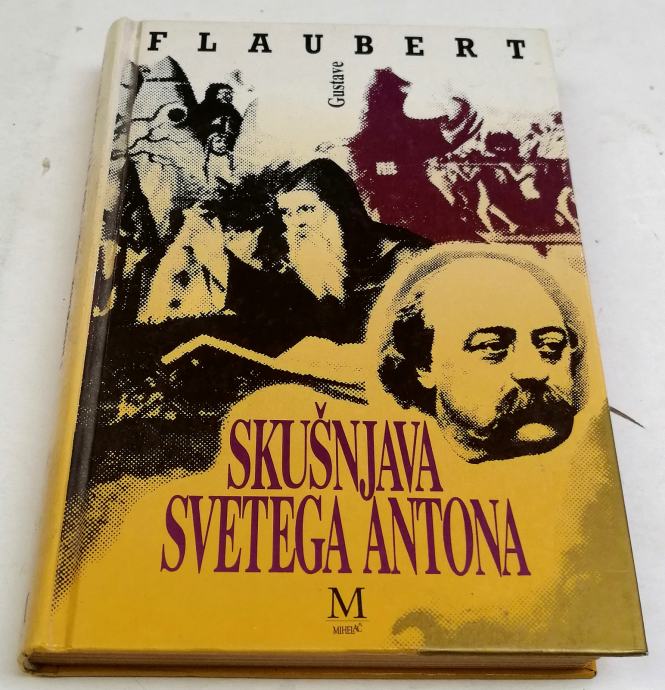 FLAUBERT
Gustave
SKUŠNJAVA
SVETEGA ANTONA
M
MIHELAČ